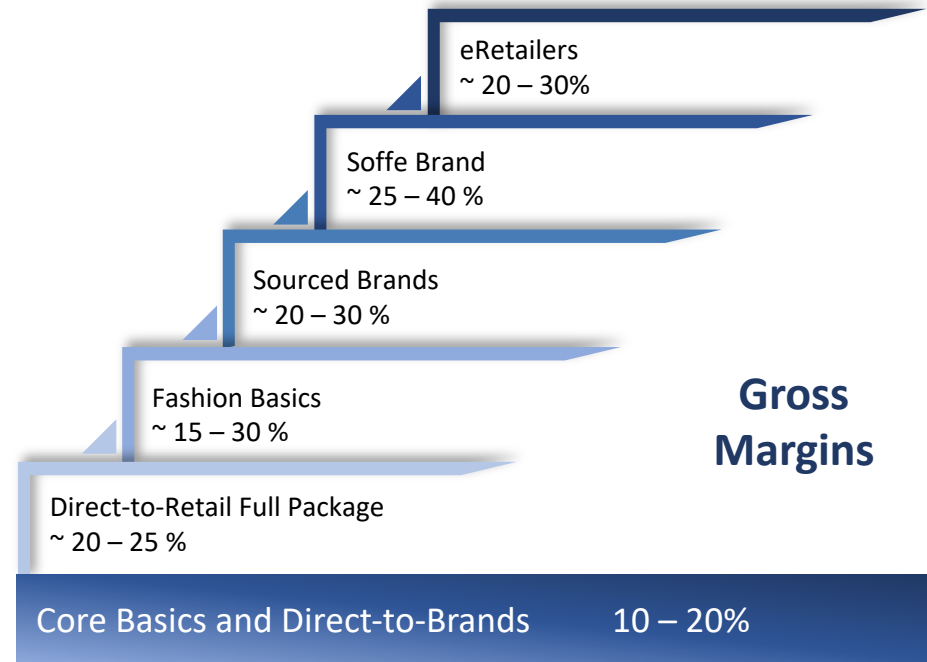 eRetailers
~ 20 – 30%
Soffe Brand
~ 25 – 40 %
Sourced Brands
~ 20 – 30 %
Fashion Basics
~ 15 – 30 %
Gross
Margins
Direct-to-Retail Full Package
~ 20 – 25 %
Core Basics and Direct-to-Brands 10 – 20%